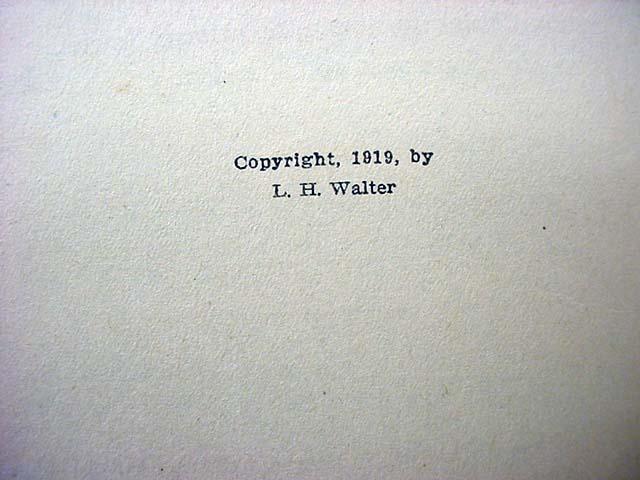 Copyright, 1919, by
L. H. Walter